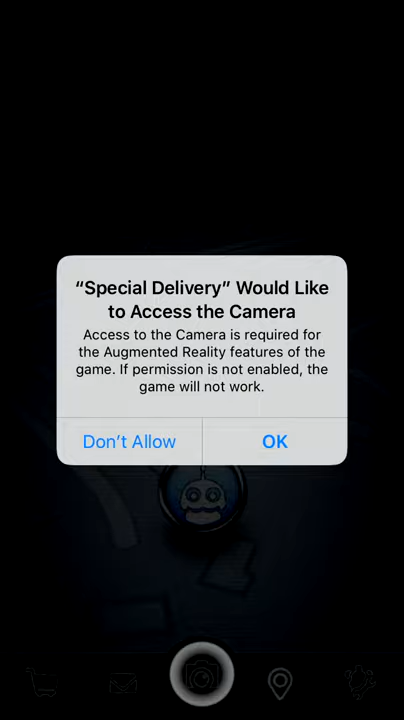 “Special Delivery” Would Like
to Access the Camera
Access to the Camera is required for
the Augmented Reality features of the
game. If permission is not enabled, the
game will not work.
Don’t Allow
OK